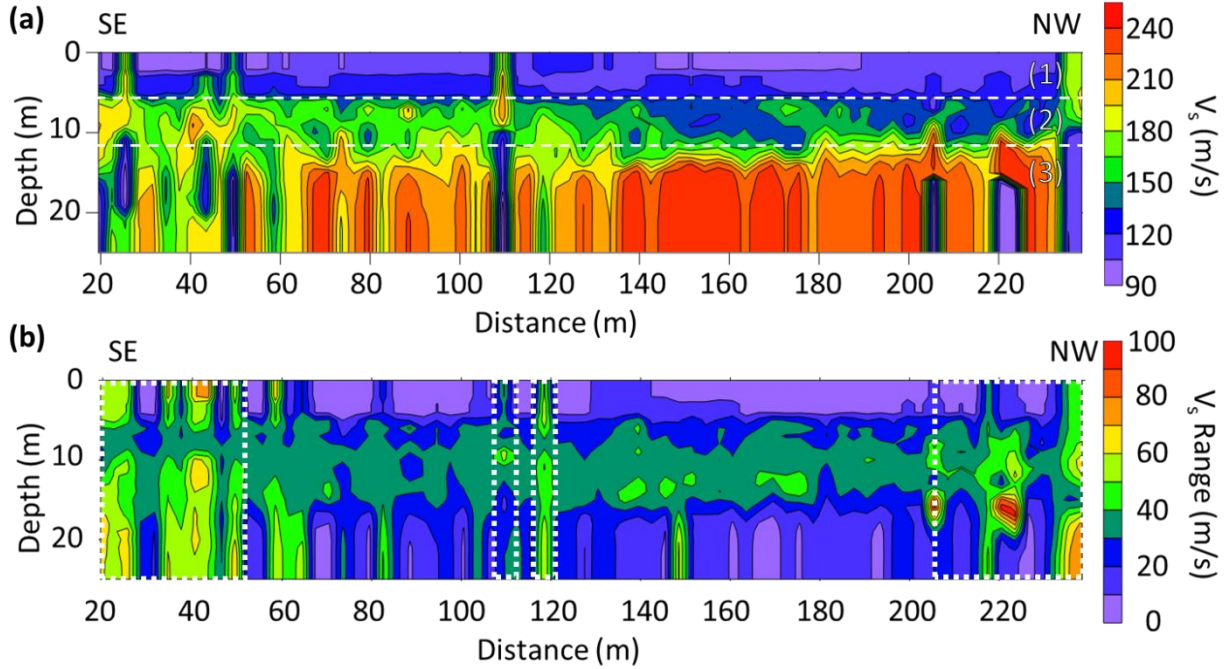 (a) SE NW
0
10
20
Depth (m)
(1)
(2)
(3)
20 40 60 80 100 120 140 160 180 200 220
Distance (m)
240
210
180
150
120
90
Vs (m/s)
(b) SE NW
0
10
20
Depth (m)
20 40 60 80 100 120 140 160 180 200 220
Distance (m)
100
80
60
40
20
0
Vs Range (m/s)